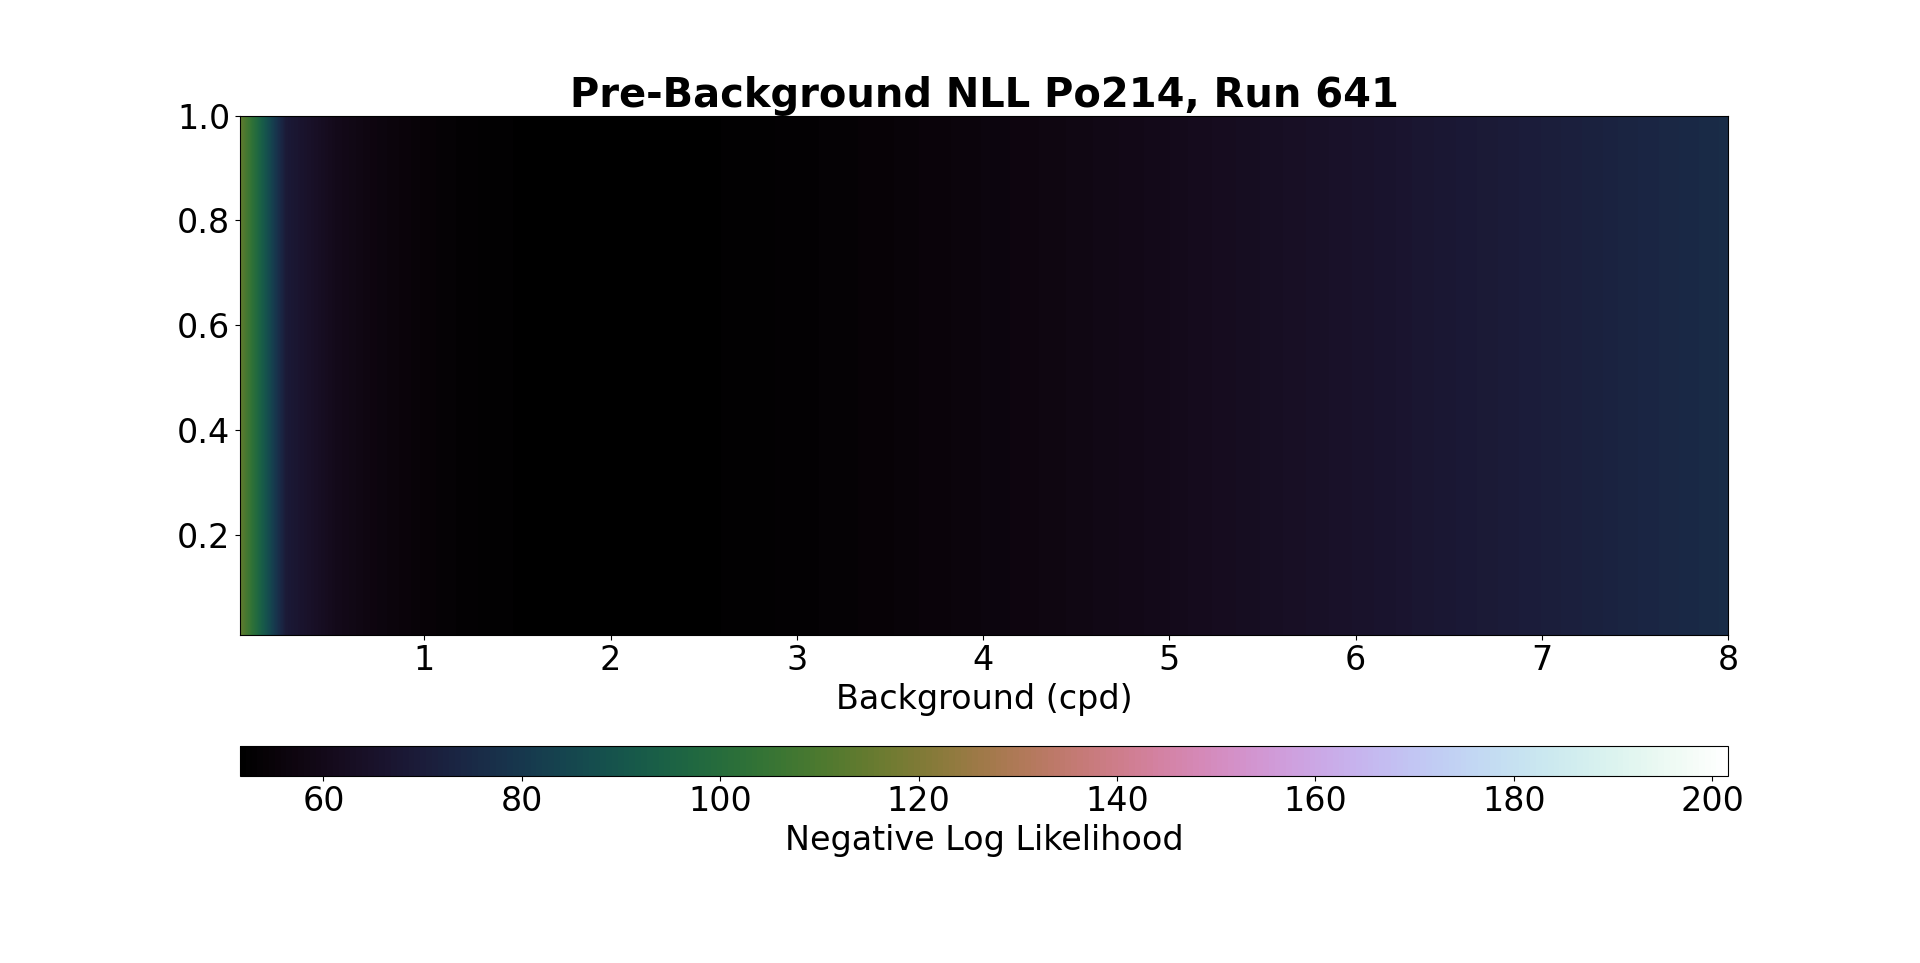 Pre-Background NLL Po214, Run 641
1.0
0.8
0.6
0.4
0.2
1 2 3 4 5 6 7 8
Background (cpd)
60 80 100 120 140 160 180 200
Negative Log Likelihood